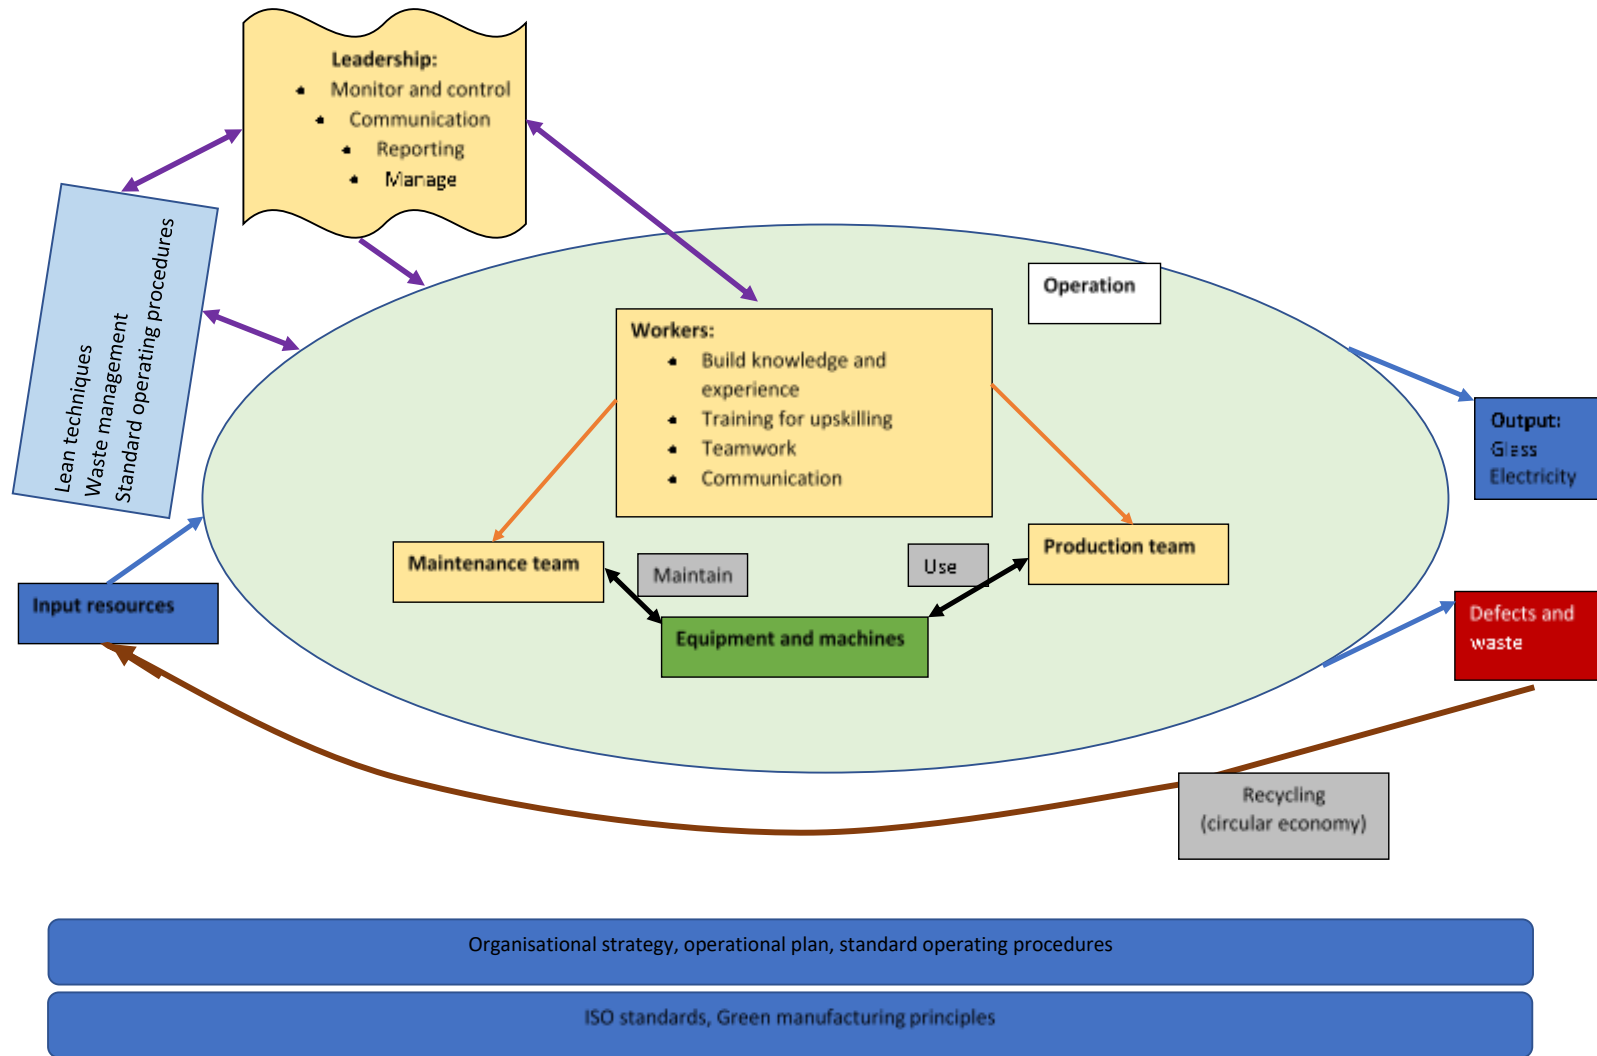 Leadership:
Monitor and control
Communication
Reporting
Manage
Lean techniques
Waste management
Standard operating procedures
Operation
Workers:
Build knowledge and
experience
Training for upskilling
Teamwork
Communication
Output:
Glass
Electricity
Maintenance team
Maintain
Use
Production team
Input resources
Equipment and machines
Defects and
waste
Recycling
(circular economy)
Organisational strategy, operational plan, standard operating procedures
ISO standards, Green manufacturing principles